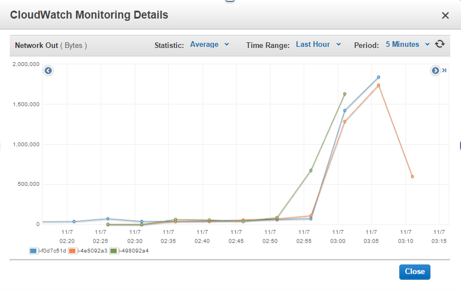 CloudWatch Monitoring Details
Network Out ( Bytes ) Statistic: Average Time Range: Last Hour Period: 5 Minutes
2,000,000
1,500,000
1,000,000
500,000
0
11/7 11/7 11/7 11/7 11/7 11/7 11/7 11/7 11/7 11/7 11/7 11/7
02:20 02:25 02:30 02:35 02:40 02:45 02:50 02:55 03:00 03:05 03:10 03:15
Close